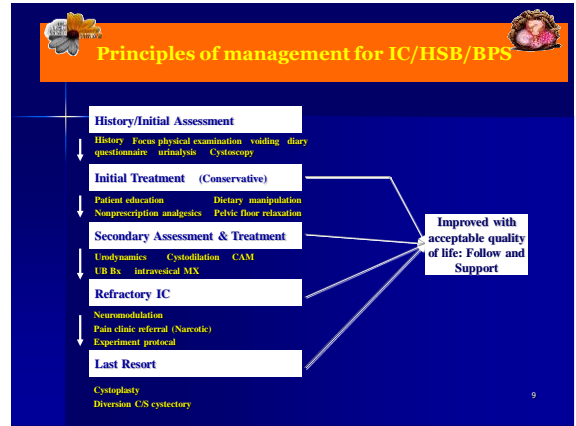 Principles of management for IC/HSB/BPS
History/Initial Assessment
History Focus physical examination voiding diary
questionnaire urinalysis Cystoscopy
Initial Treatment (Conservative)
Patient education Dietary manipulation
Nonprescription analgesics Pelvic floor relaxation
Secondary Assessment & Treatment
Urodynamics Cystodilation CAM
UB Bx intravesical MX
Refractory IC
Neuromodulation
Pain clinic referral (Narcotic)
Experiment protocal
Last Resort
Cystoplasty
Diversion C/S cystectory
Improved with
acceptable quality
of life: Follow and
Support
9